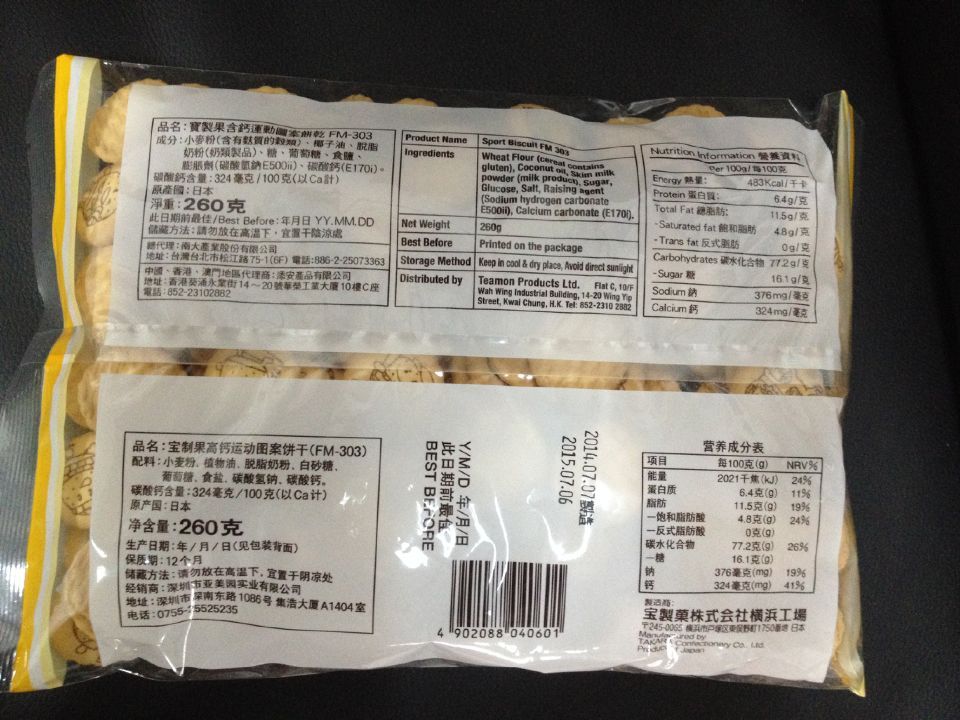 品名：寶製果含鈣運動圖案餅乾 FM-303
成分：小麥粉(含有麩質的穀類)、椰子油、脫脂
奶粉(奶類製品)、糖、葡萄糖、食鹽、
膨脹劑(碳酸氫鈉E500ii)、碳酸鈣(E170i)。
碳酸鈣含量：324毫克/100克(以Ca計)
原產國：日本
淨重：260克
此日期前最佳/Best Before：年月日 YY.MM.DD
儲藏方法：請勿放在高溫下，宜置干陰涼處
總代理：南大產業股份有限公司
地址：台灣台北市松江路75-1(6F) 電話：886-2-25073363
中國、香港、澳門地區代理商：添安產品有限公司
地址：香港葵涌永業街14～20號華榮工業大廈10樓C座
電話：852-23102882
Product Name Sport Biscuit FM 303
Ingredients Wheat Flour (cereal contains
gluten), Coconut oil, Skim milk
powder (milk product), Sugar,
Glucose, Salt, Raising agent
(Sodium hydrogen carbonate
E500ii), Calcium carbonate (E170i).
Net Weight 260g
Best Before Printed on the package
Storage Method Keep in cool & dry place, Avoid direct sunlight
Distributed by Teamon Products Ltd. Flat C, 10/F
Wah Wing Industrial Building, 14-20 Wing Yip
Street, Kwai Chung, H.K. Tel: 852-2310 2882
Nutrition Information 營養資料
Per 100g/每100克
Energy 熱量： 483Kcal/千卡
Protein 蛋白質： 6.4g/克
Total Fat 總脂肪： 11.5g/克
-Saturated fat 飽和脂肪 4.8g/克
-Trans fat 反式脂肪 0g/克
Carbohydrates 碳水化合物 77.2g/克
-Sugar 糖 16.1g/克
Sodium 鈉 376mg/毫克
Calcium 鈣 324mg/毫克
品名：宝制果高钙运动图案饼干(FM-303)
配料：小麦粉、植物油、脱脂奶粉、白砂糖、
葡萄糖、食盐、碳酸氢钠、碳酸钙。
碳酸钙含量：324毫克/100克(以Ca计)
原产国：日本
净含量：260克
生产日期：年/月/日(见包装背面)
保质期：12个月
储藏方法：请勿放在高温下，宜置干阴凉处
经销商：深圳市亚美园实业有限公司
地址：深圳市深南东路1086号 集浩大厦A1404室
电话：0755-25525235
Y/M/D 年/月/日
此日期前最佳
BEST BEFORE
2014.07.07製造
2015.07.06
4 902088 040601
营养成分表
项目 每100克(g) NRV%
能量 2021千焦(kJ) 24%
蛋白质 6.4克(g) 11%
脂肪 11.5克(g) 19%
一饱和脂肪酸 4.8克(g) 24%
一反式脂肪酸 0克(g)
碳水化合物 77.2克(g) 26%
一糖 16.1克(g)
钠 376毫克(mg) 19%
钙 324毫克(mg) 41%
製造商：
宝製菓株式会社横浜工場
〒245-0065 横浜市戸塚区東俣野町1750番地 日本
Manufactured by
TAKARA Confectionery Co., Ltd.
Product of Japan